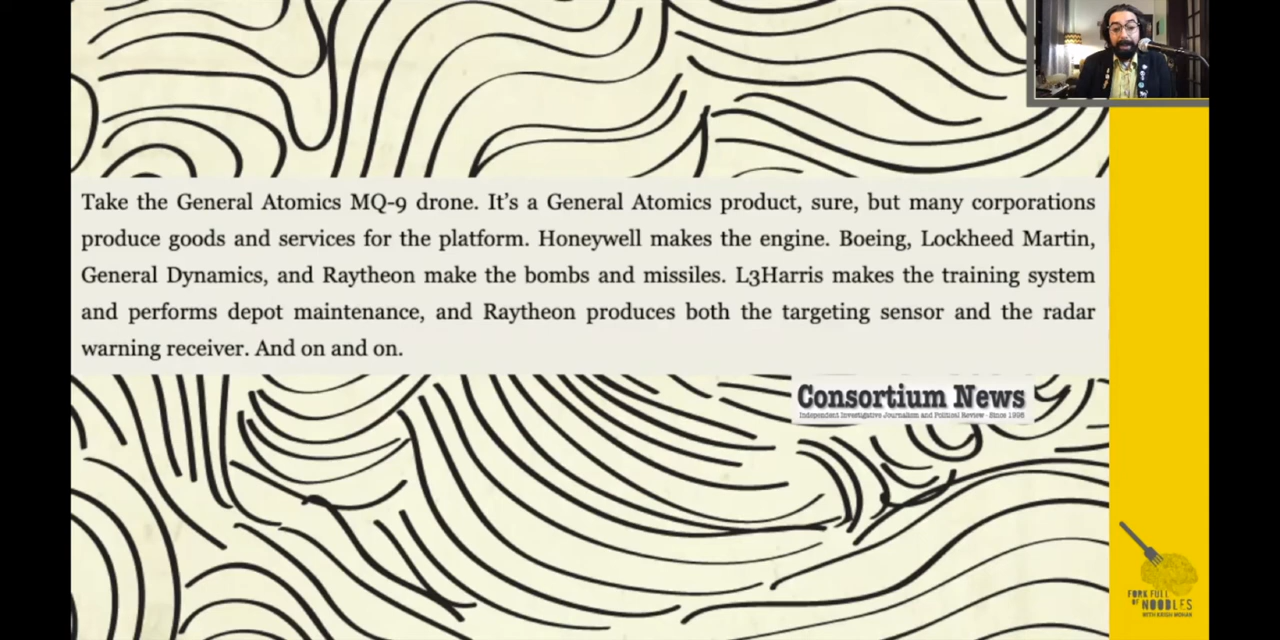 Take the General Atomics MQ-9 drone. It's a General Atomics product, sure, but many corporations
produce goods and services for the platform. Honeywell makes the engine. Boeing, Lockheed Martin,
General Dynamics, and Raytheon make the bombs and missiles. L3Harris makes the training system
and performs depot maintenance, and Raytheon produces both the targeting sensor and the radar
warning receiver. And on and on.
Consortium News
Independent Investigative Journalism and Political Review - Since 1995
FORK FULL
OF NOODLES
WITH KRISH MOHAN